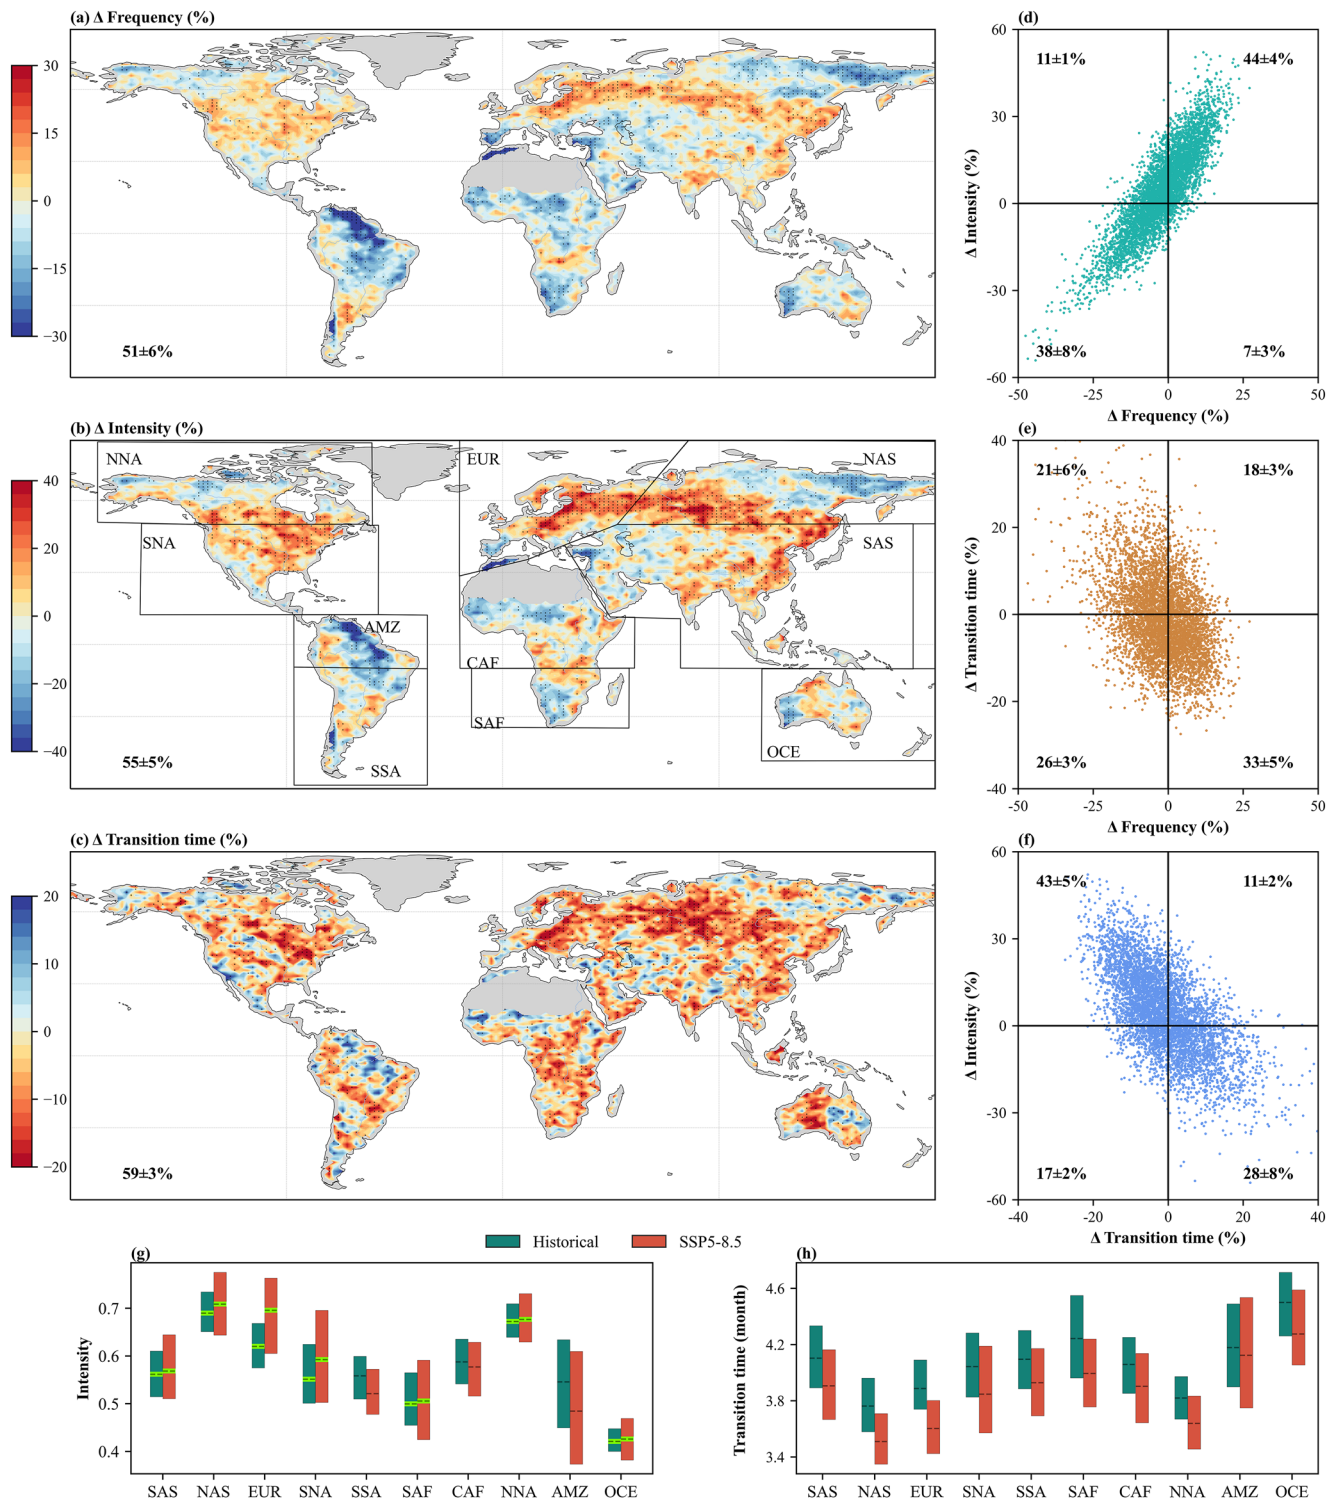 (a) Δ Frequency (%)
30
15
0
−15
−30
51±6%
(d)
60
30
0
-30
-60
Δ Intensity (%)
11±1%
44±4%
38±8%
7±3%
-50
-25
0
25
50
Δ Frequency (%)
(b) Δ Intensity (%)
40
20
0
−20
−40
NNA
EUR
NAS
SNA
SAS
AMZ
CAF
SAF
OCE
SSA
55±5%
(e)
40
20
0
-20
-40
Δ Transition time (%)
21±6%
18±3%
26±3%
33±5%
-50
-25
0
25
50
Δ Frequency (%)
(c) Δ Transition time (%)
20
10
0
−10
−20
59±3%
(f)
60
30
0
-30
-60
Δ Intensity (%)
43±5%
11±2%
17±2%
28±8%
-40
-20
0
20
40
Δ Transition time (%)
Historical
SSP5-8.5
(g)
Intensity
0.7
0.6
0.5
0.4
SAS NAS EUR SNA SSA SAF CAF NNA AMZ OCE
(h)
Transition time (month)
4.6
4.2
3.8
3.4
SAS NAS EUR SNA SSA SAF CAF NNA AMZ OCE